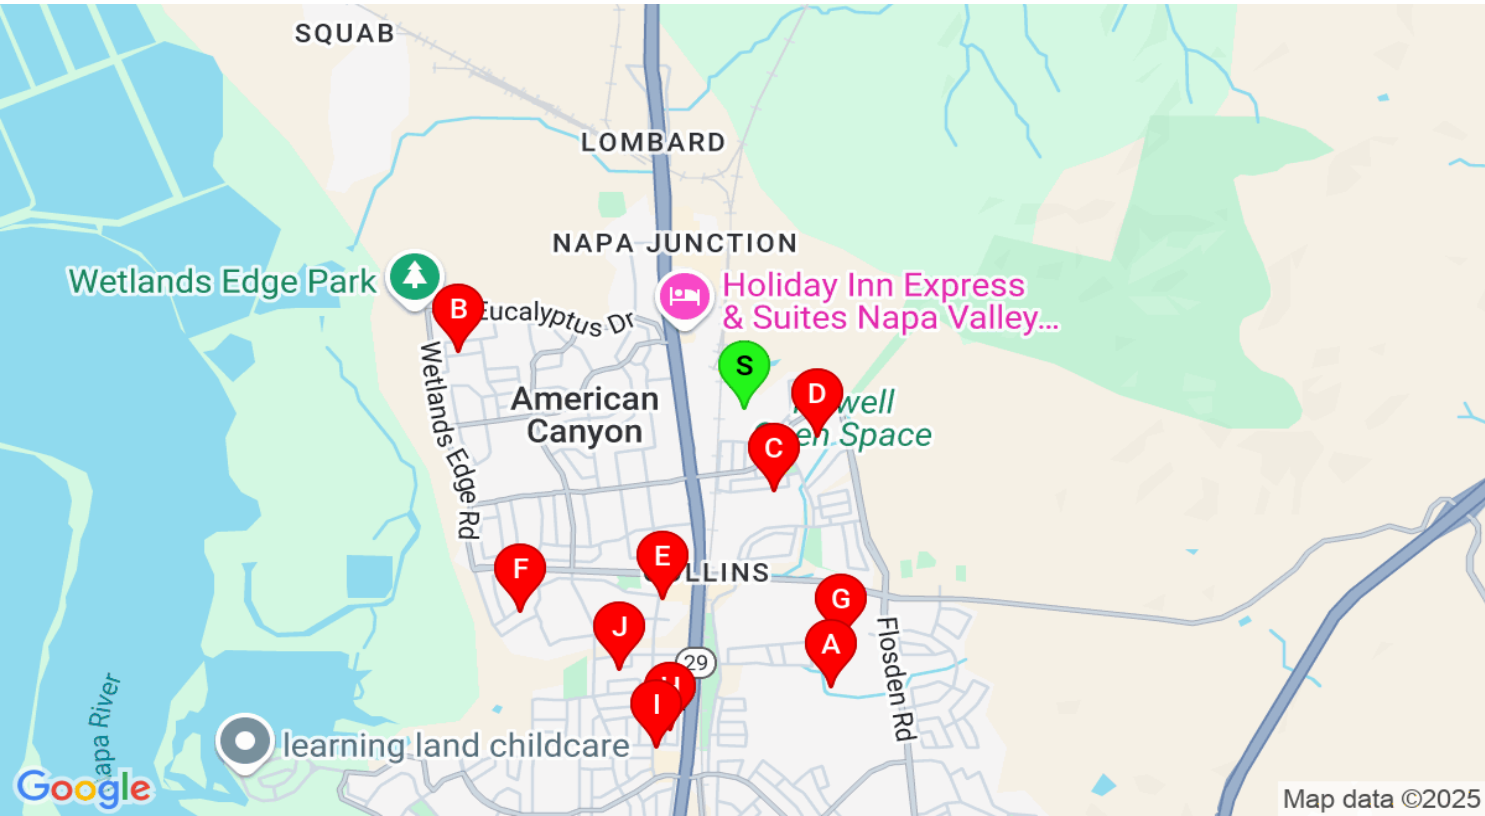 SQUAB
LOMBARD
NAPA JUNCTION
Wetlands Edge Park
Holiday Inn Express
& Suites Napa Valley...
B
Eucalyptus Dr
S
D
Wetlands Edge Rd
American
Canyon
Space
C
E
F
G
J
A
29
Flosden Rd
H
I
River
learning land childcare
Google
Map data ©2025